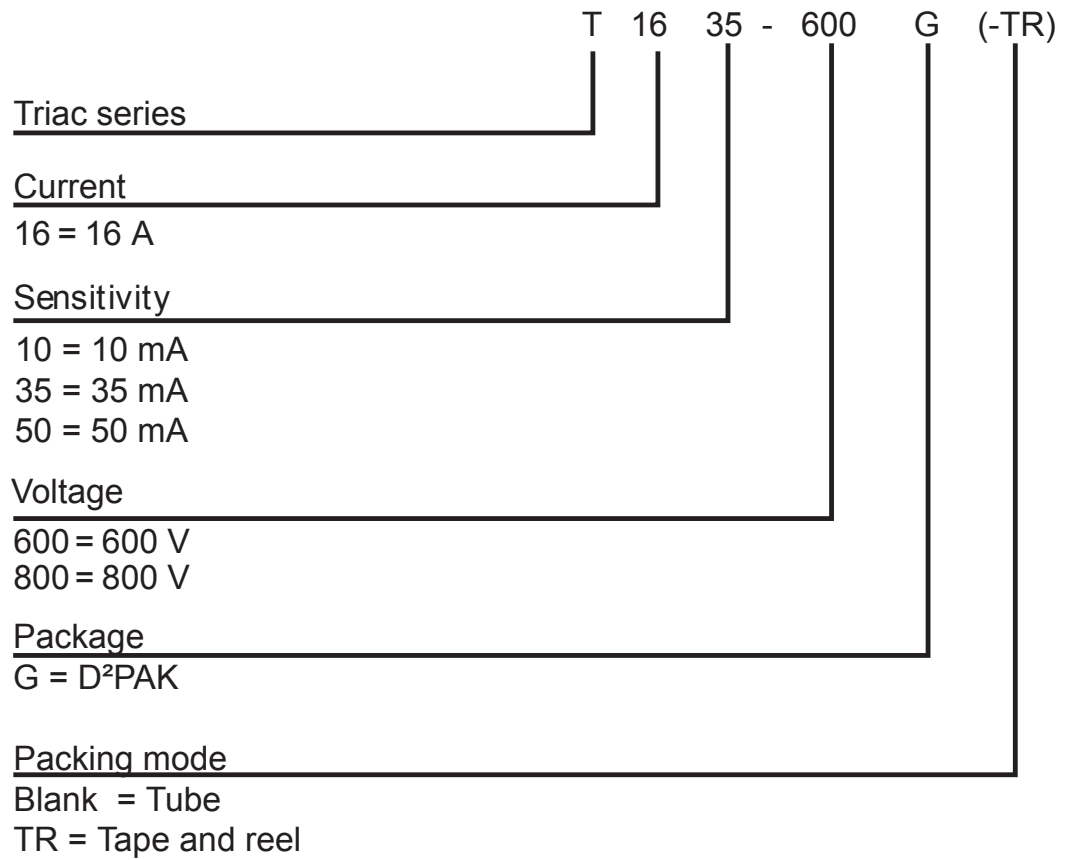 T 16 35 - 600 G (-TR)
Triac series
Current
16 = 16 A
Sensitivity
10 = 10 mA
35 = 35 mA
50 = 50 mA
Voltage
600 = 600 V
800 = 800 V
Package
G = D²PAK
Packing mode
Blank = Tube
TR = Tape and reel